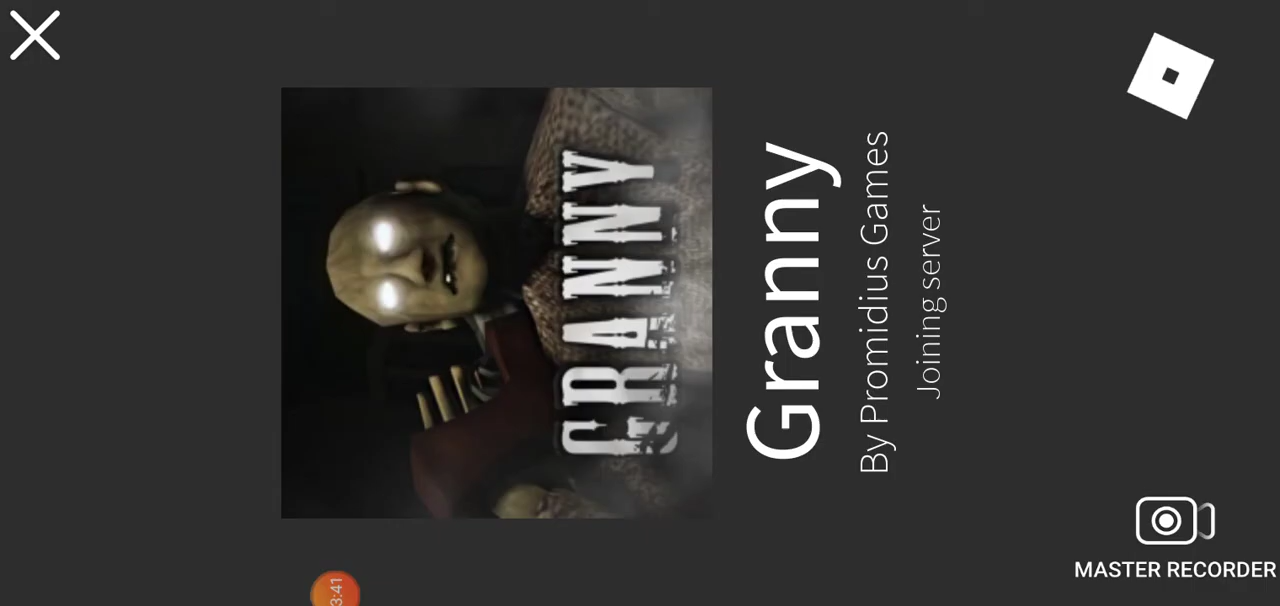 GRANNY
Granny
By Promidius Games
Joining server
3:41
MASTER RECORDER